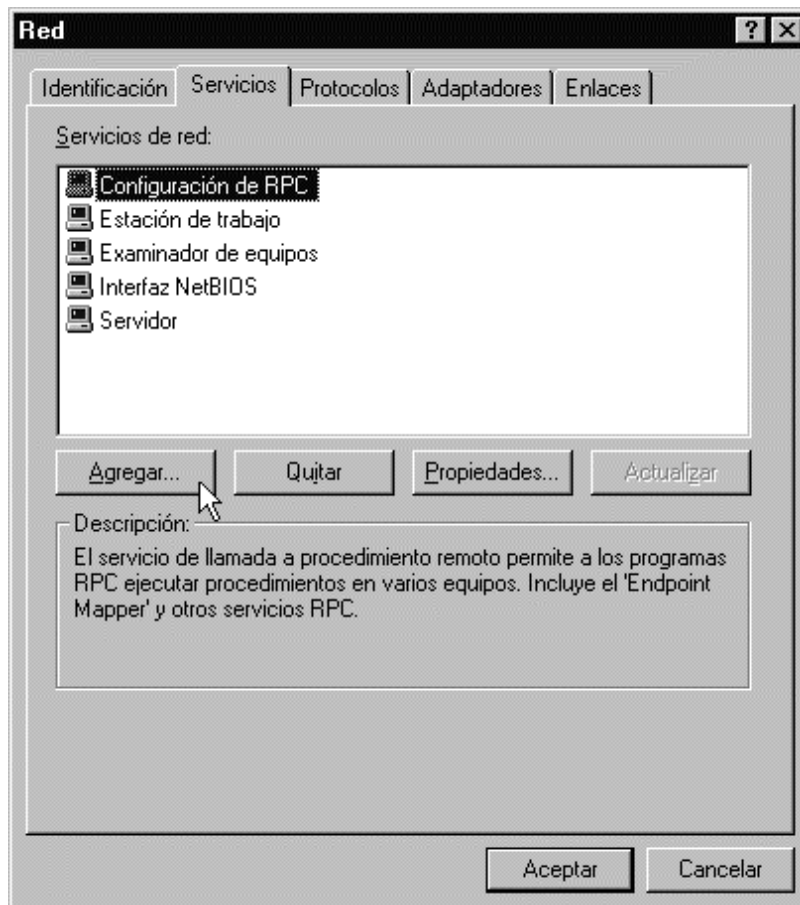 Red
Identificación Servicios Protocolos Adaptadores Enlaces
Servicios de red:
Configuración de RPC
Estación de trabajo
Examinador de equipos
Interfaz NetBIOS
Servidor
Agregar... Quitar Propiedades... Actualizar
Descripción:
El servicio de llamada a procedimiento remoto permite a los programas
RPC ejecutar procedimientos en varios equipos. Incluye el 'Endpoint
Mapper' y otros servicios RPC.
Aceptar Cancelar